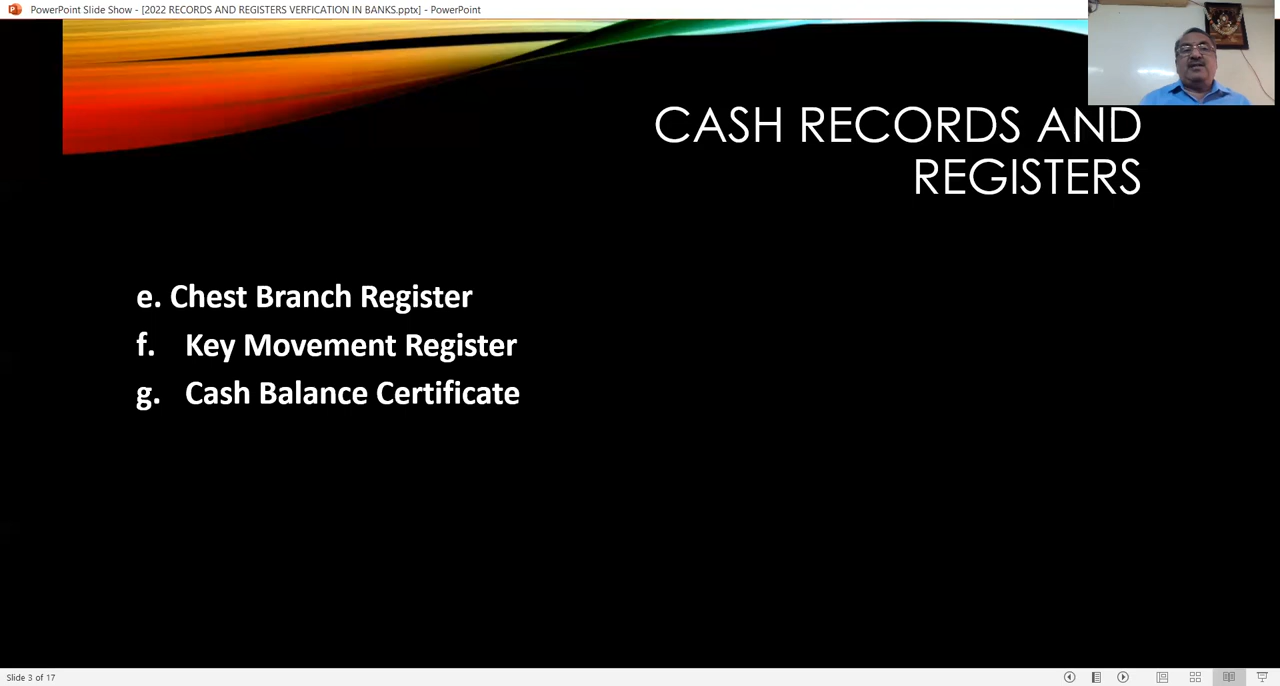 PowerPoint Slide Show - [2022 RECORDS AND REGISTERS VERFICATION IN BANKS.pptx] - PowerPoint
CASH RECORDS AND
REGISTERS
e. Chest Branch Register
f. Key Movement Register
g. Cash Balance Certificate
Slide 3 of 17